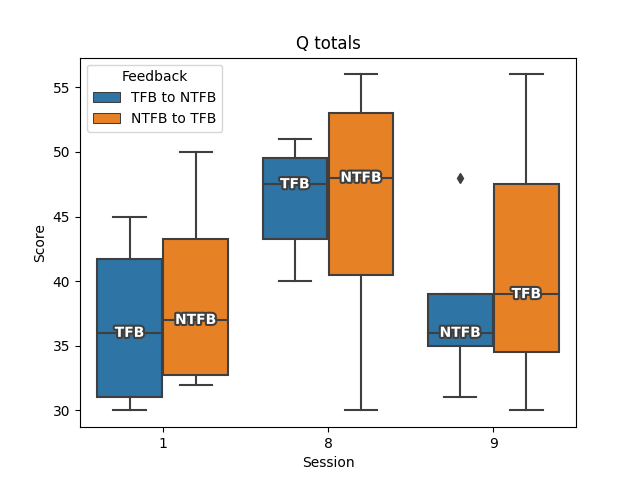 Q totals
Feedback
TFB to NTFB
NTFB to TFB
Score
55
50
45
40
35
30
TFB
NTFB
TFB
NTFB
NTFB
TFB
1
8
9
Session